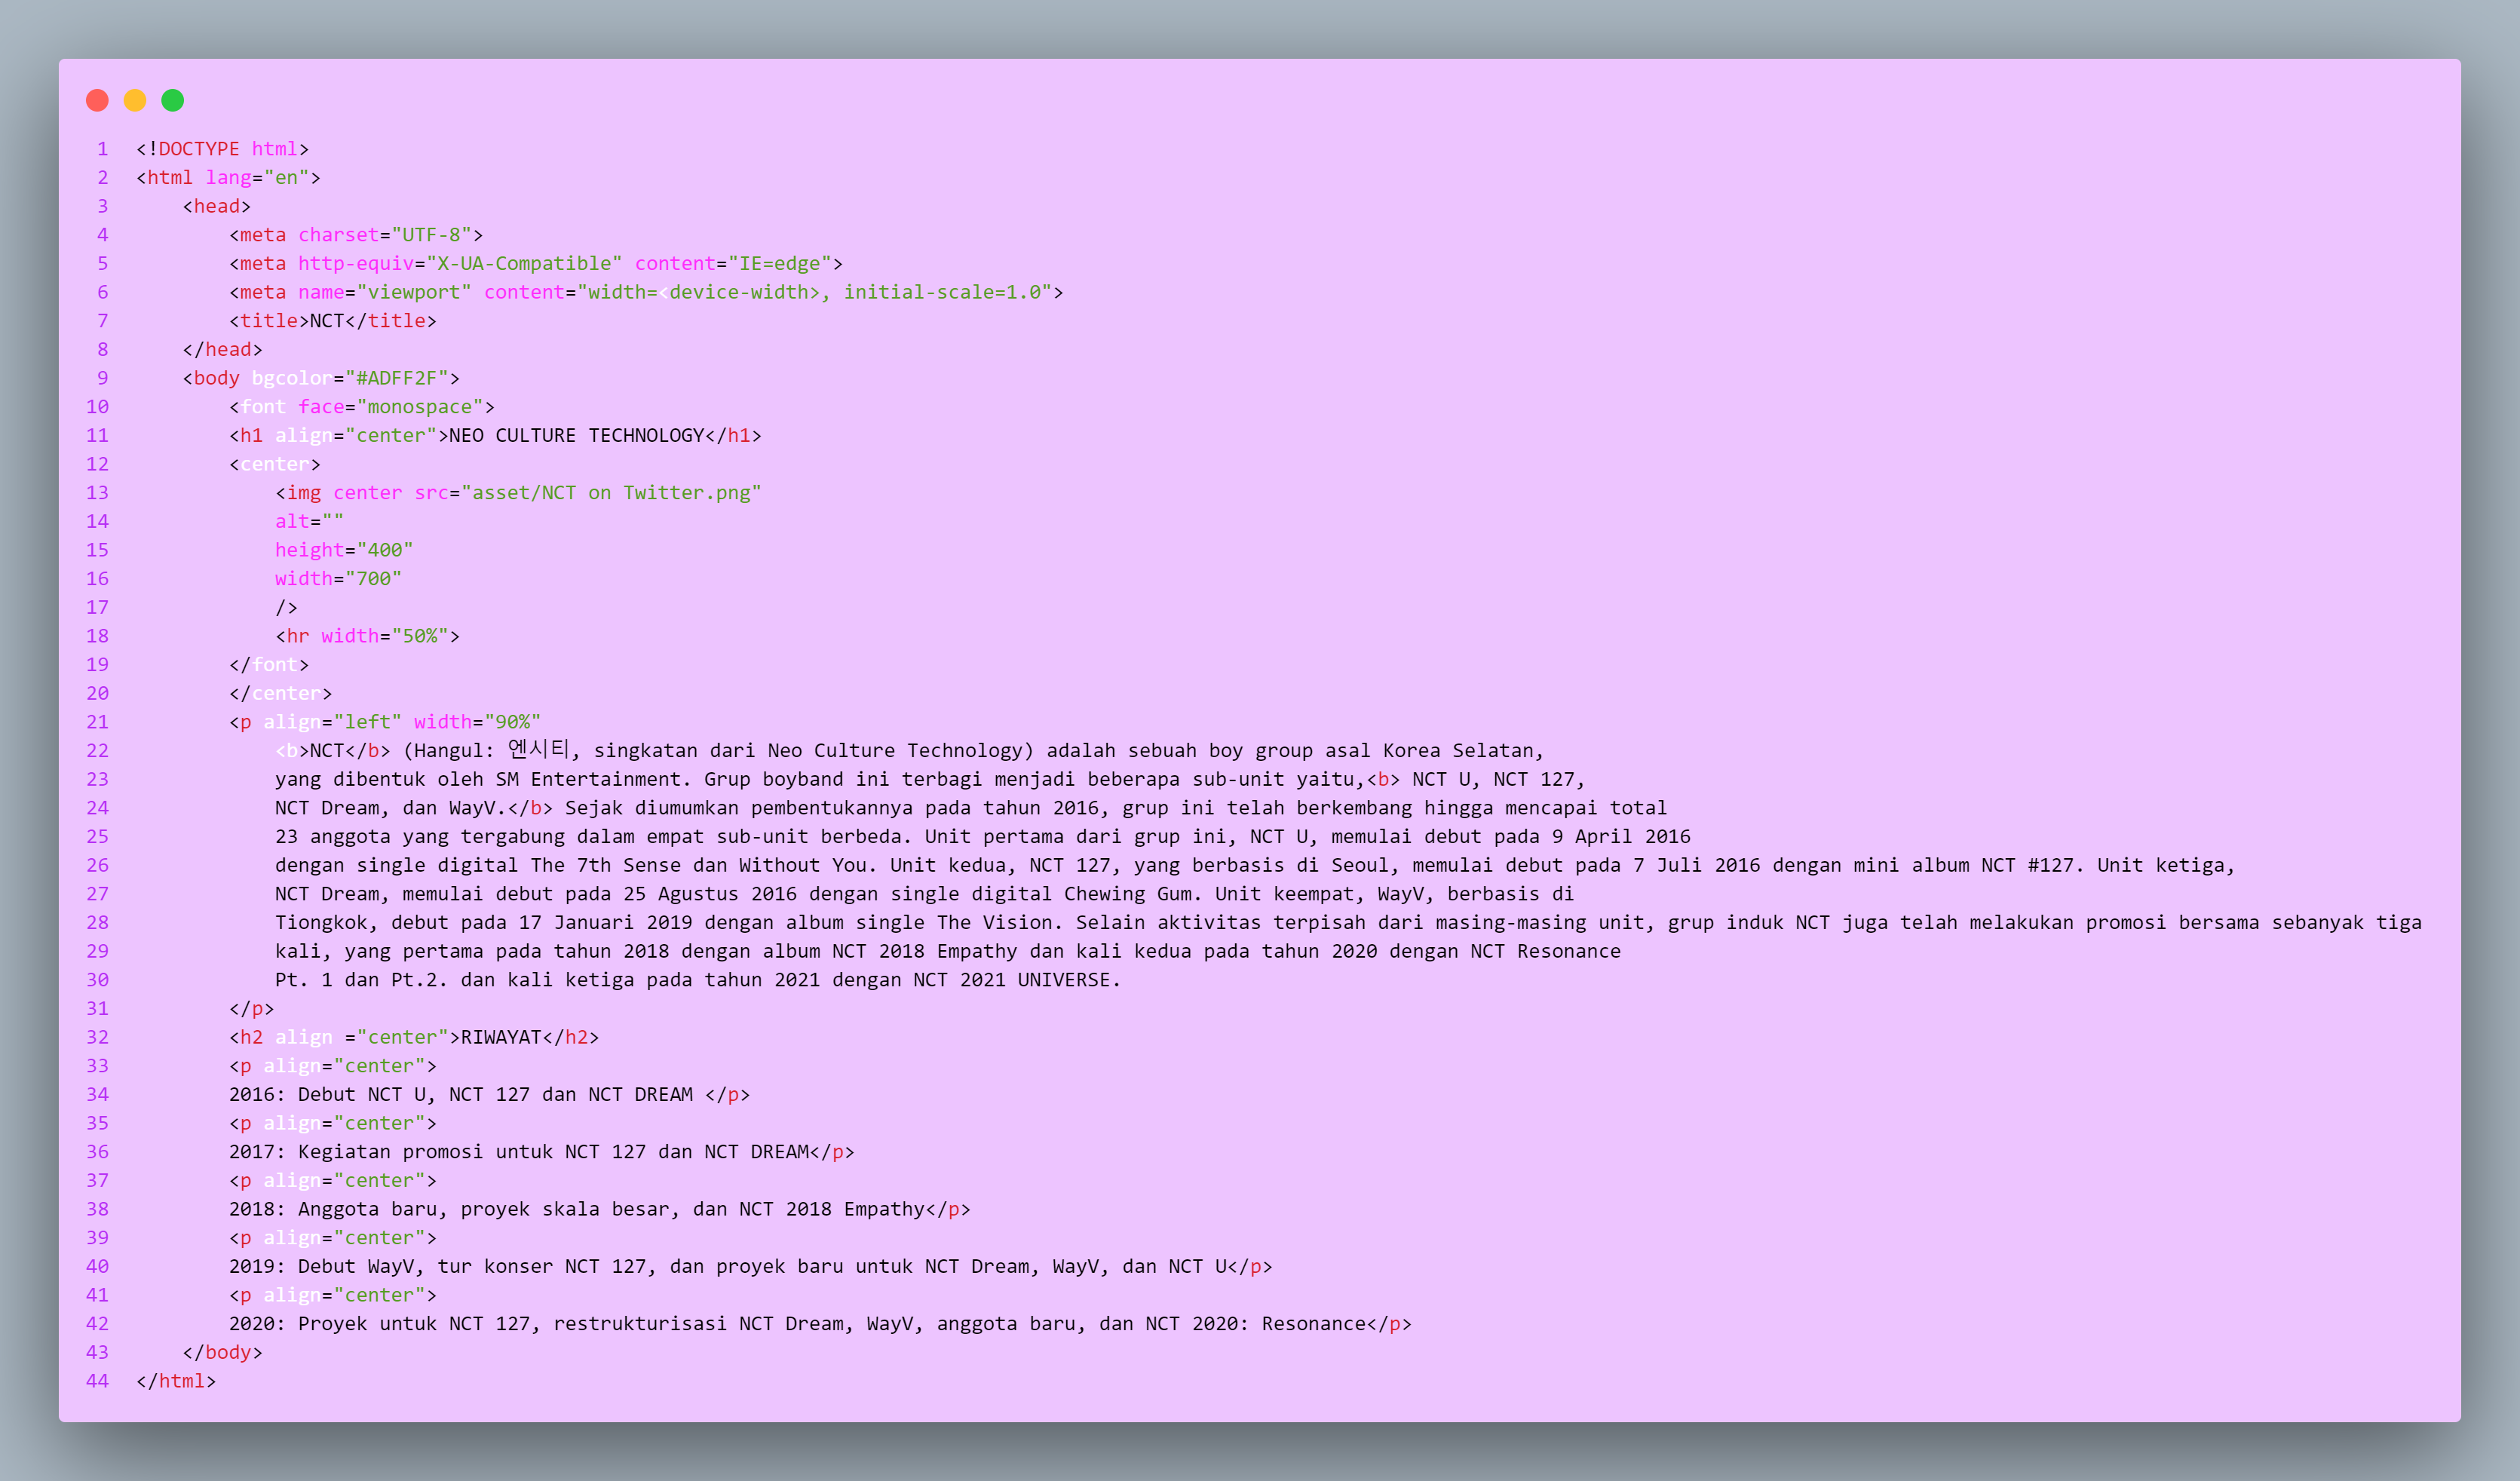 1 <!DOCTYPE html>
2 <html lang="en">
3     <head>
4         <meta charset="UTF-8">
5         <meta http-equiv="X-UA-Compatible" content="IE=edge">
6         <meta name="viewport" content="width=<device-width>, initial-scale=1.0">
7         <title>NCT</title>
8     </head>
9     <body bgcolor="#ADFF2F">
10         <font face="monospace">
11         <h1 align="center">NEO CULTURE TECHNOLOGY</h1>
12         <center>
13             <img center src="asset/NCT on Twitter.png"
14             alt=""
15             height="400"
16             width="700"
17             />
18             <hr width="50%">
19         </font>
20         </center>
21         <p align="left" width="90%"
22             <b>NCT</b> (Hangul: 엔시티, singkatan dari Neo Culture Technology) adalah sebuah boy group asal Korea Selatan,
23             yang dibentuk oleh SM Entertainment. Grup boyband ini terbagi menjadi beberapa sub-unit yaitu,<b> NCT U, NCT 127,
24             NCT Dream, dan WayV.</b> Sejak diumumkan pembentukannya pada tahun 2016, grup ini telah berkembang hingga mencapai total
25             23 anggota yang tergabung dalam empat sub-unit berbeda. Unit pertama dari grup ini, NCT U, memulai debut pada 9 April 2016
26             dengan single digital The 7th Sense dan Without You. Unit kedua, NCT 127, yang berbasis di Seoul, memulai debut pada 7 Juli 2016 dengan mini album NCT #127. Unit ketiga,
27             NCT Dream, memulai debut pada 25 Agustus 2016 dengan single digital Chewing Gum. Unit keempat, WayV, berbasis di
28             Tiongkok, debut pada 17 Januari 2019 dengan album single The Vision. Selain aktivitas terpisah dari masing-masing unit, grup induk NCT juga telah melakukan promosi bersama sebanyak tiga
29             kali, yang pertama pada tahun 2018 dengan album NCT 2018 Empathy dan kali kedua pada tahun 2020 dengan NCT Resonance
30             Pt. 1 dan Pt.2. dan kali ketiga pada tahun 2021 dengan NCT 2021 UNIVERSE.
31         </p>
32         <h2 align ="center">RIWAYAT</h2>
33         <p align="center">
34         2016: Debut NCT U, NCT 127 dan NCT DREAM </p>
35         <p align="center">
36         2017: Kegiatan promosi untuk NCT 127 dan NCT DREAM</p>
37         <p align="center">
38         2018: Anggota baru, proyek skala besar, dan NCT 2018 Empathy</p>
39         <p align="center">
40         2019: Debut WayV, tur konser NCT 127, dan proyek baru untuk NCT Dream, WayV, dan NCT U</p>
41         <p align="center">
42         2020: Proyek untuk NCT 127, restrukturisasi NCT Dream, WayV, anggota baru, dan NCT 2020: Resonance</p>
43     </body>
44 </html>